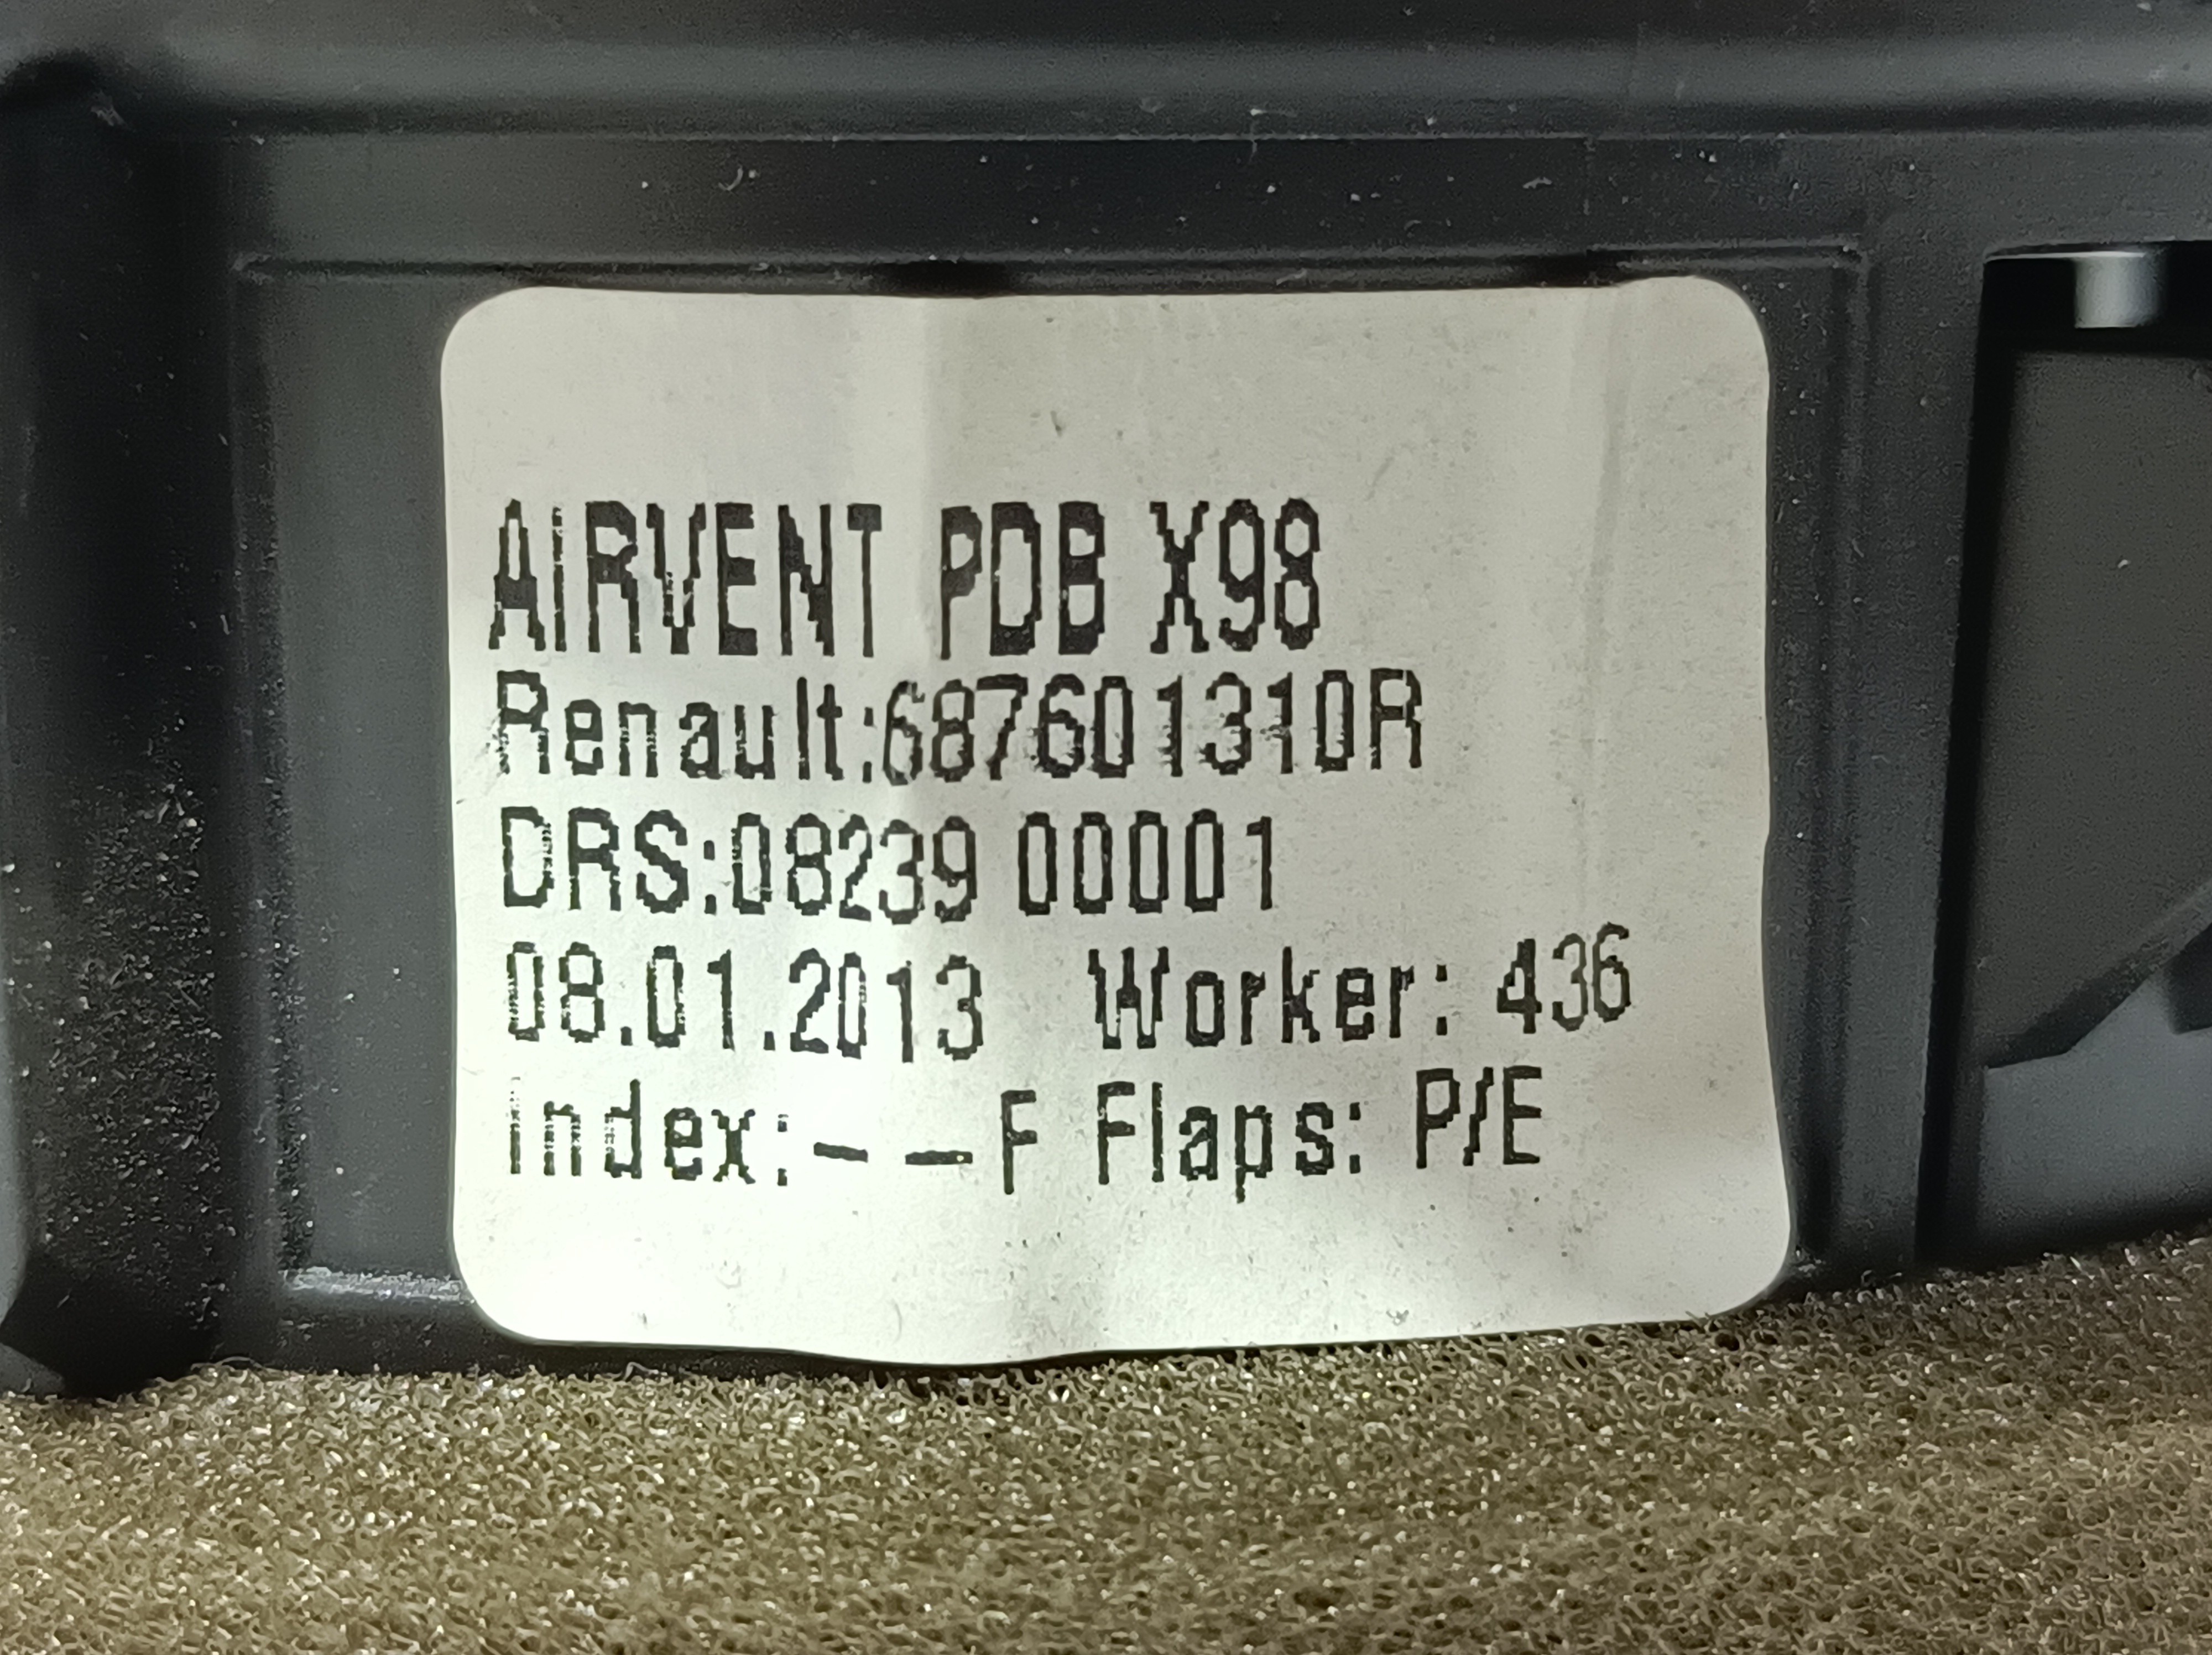 AIRVENT PDB X98
Renault:687601310R
DRS:08239 00001
08.01.2013 Worker: 436
Index:--F Flaps: P/E